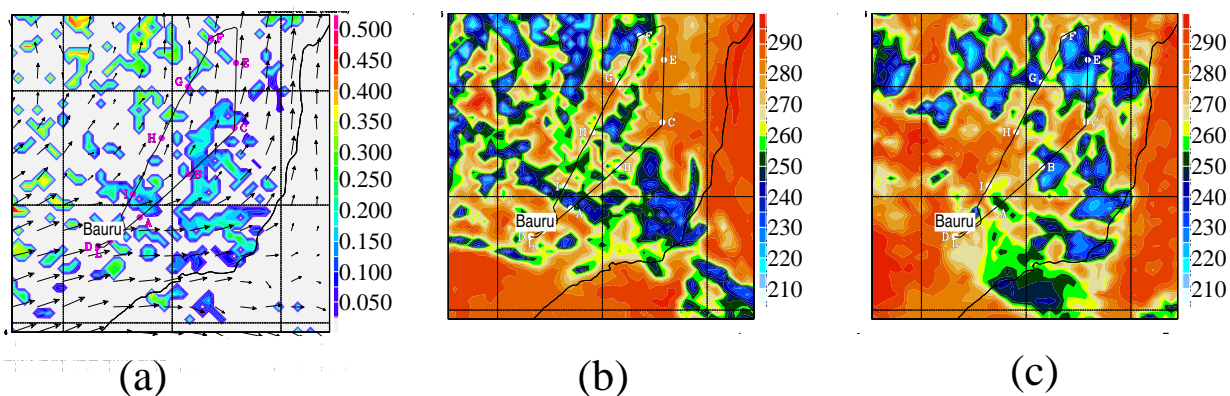 0.500
0.450
0.400
0.350
0.300
0.250
0.200
0.150
0.100
0.050
F
E
G
C
H
B
I
A
Bauru
D
L
(a)
290
280
270
260
250
240
230
220
210
F
E
G
C
H
B
I
A
Bauru
D
L
(b)
290
280
270
260
250
240
230
220
210
F
E
G
C
H
B
I
A
Bauru
D
L
(c)